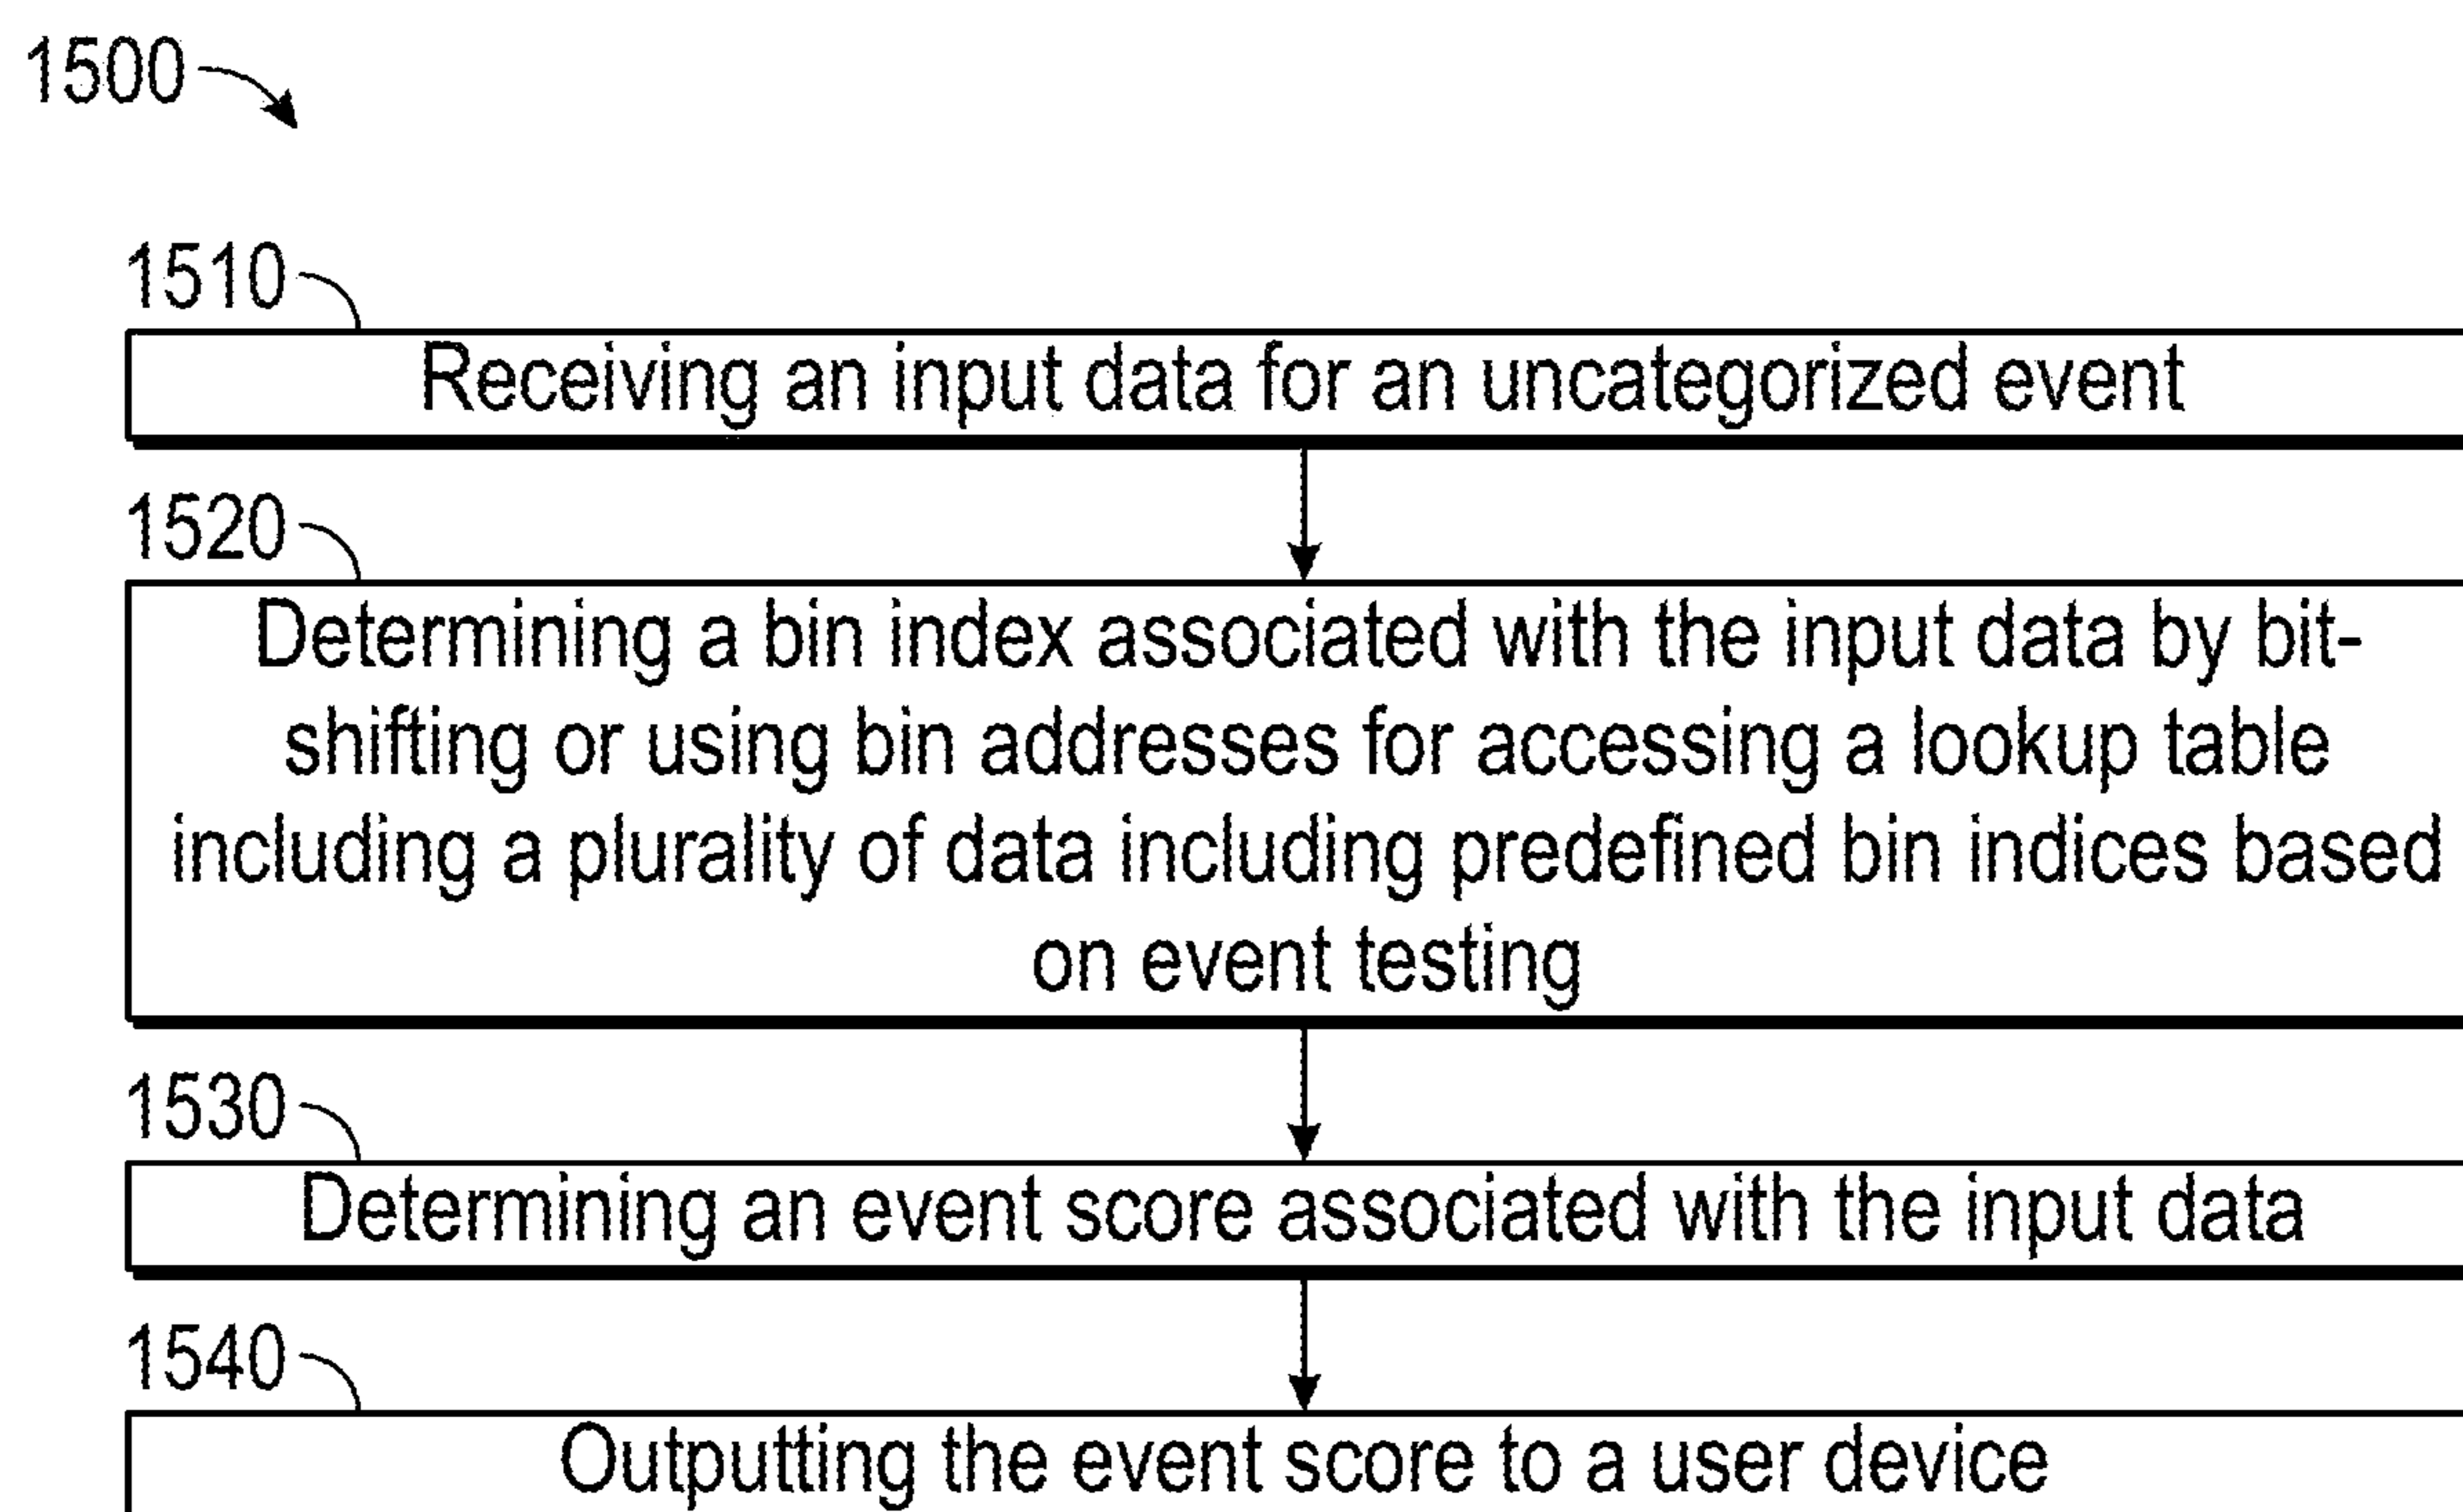 1500
1510
Receiving an input data for an uncategorized event
1520
Determining a bin index associated with the input data by bit-
shifting or using bin addresses for accessing a lookup table
including a plurality of data including predefined bin indices based
on event testing
1530
Determining an event score associated with the input data
1540
Outputting the event score to a user device